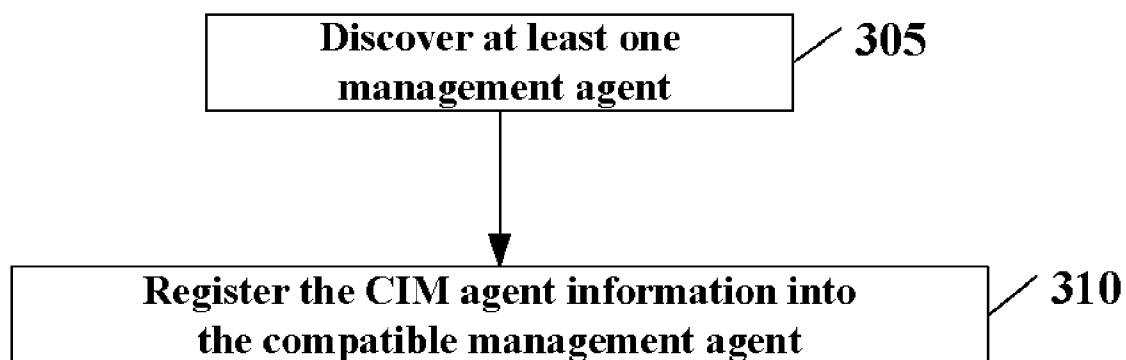 Discover at least one
management agent
305
Register the CIM agent information into
the compatible management agent
310